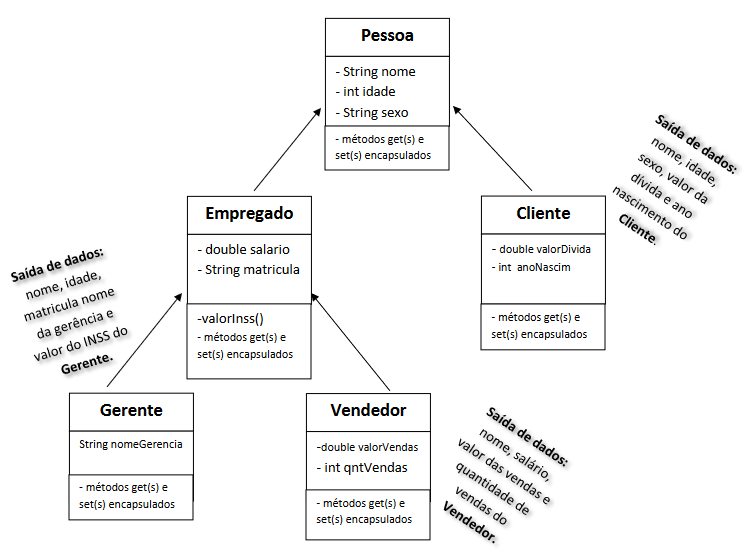 Pessoa
- String nome
- int idade
- String sexo
- métodos get(s) e
set(s) encapsulados
Saída de dados:
nome, idade,
sexo, valor da
dívida e ano
nascimento do
Cliente.
Empregado
- double salario
- String matricula
-valorInss()
- métodos get(s) e
set(s) encapsulados
Cliente
- double valorDivida
- int anoNascim
- métodos get(s) e
set(s) encapsulados
Saída de dados:
nome, idade,
matricula nome
da gerência e
valor do INSS do
Gerente.
Gerente
String nomeGerencia
- métodos get(s) e
set(s) encapsulados
Vendedor
-double valorVendas
- int qntVendas
- métodos get(s) e
set(s) encapsulados
Saída de dados:
nome, salário,
valor das vendas e
quantidade de
vendas do
Vendedor.